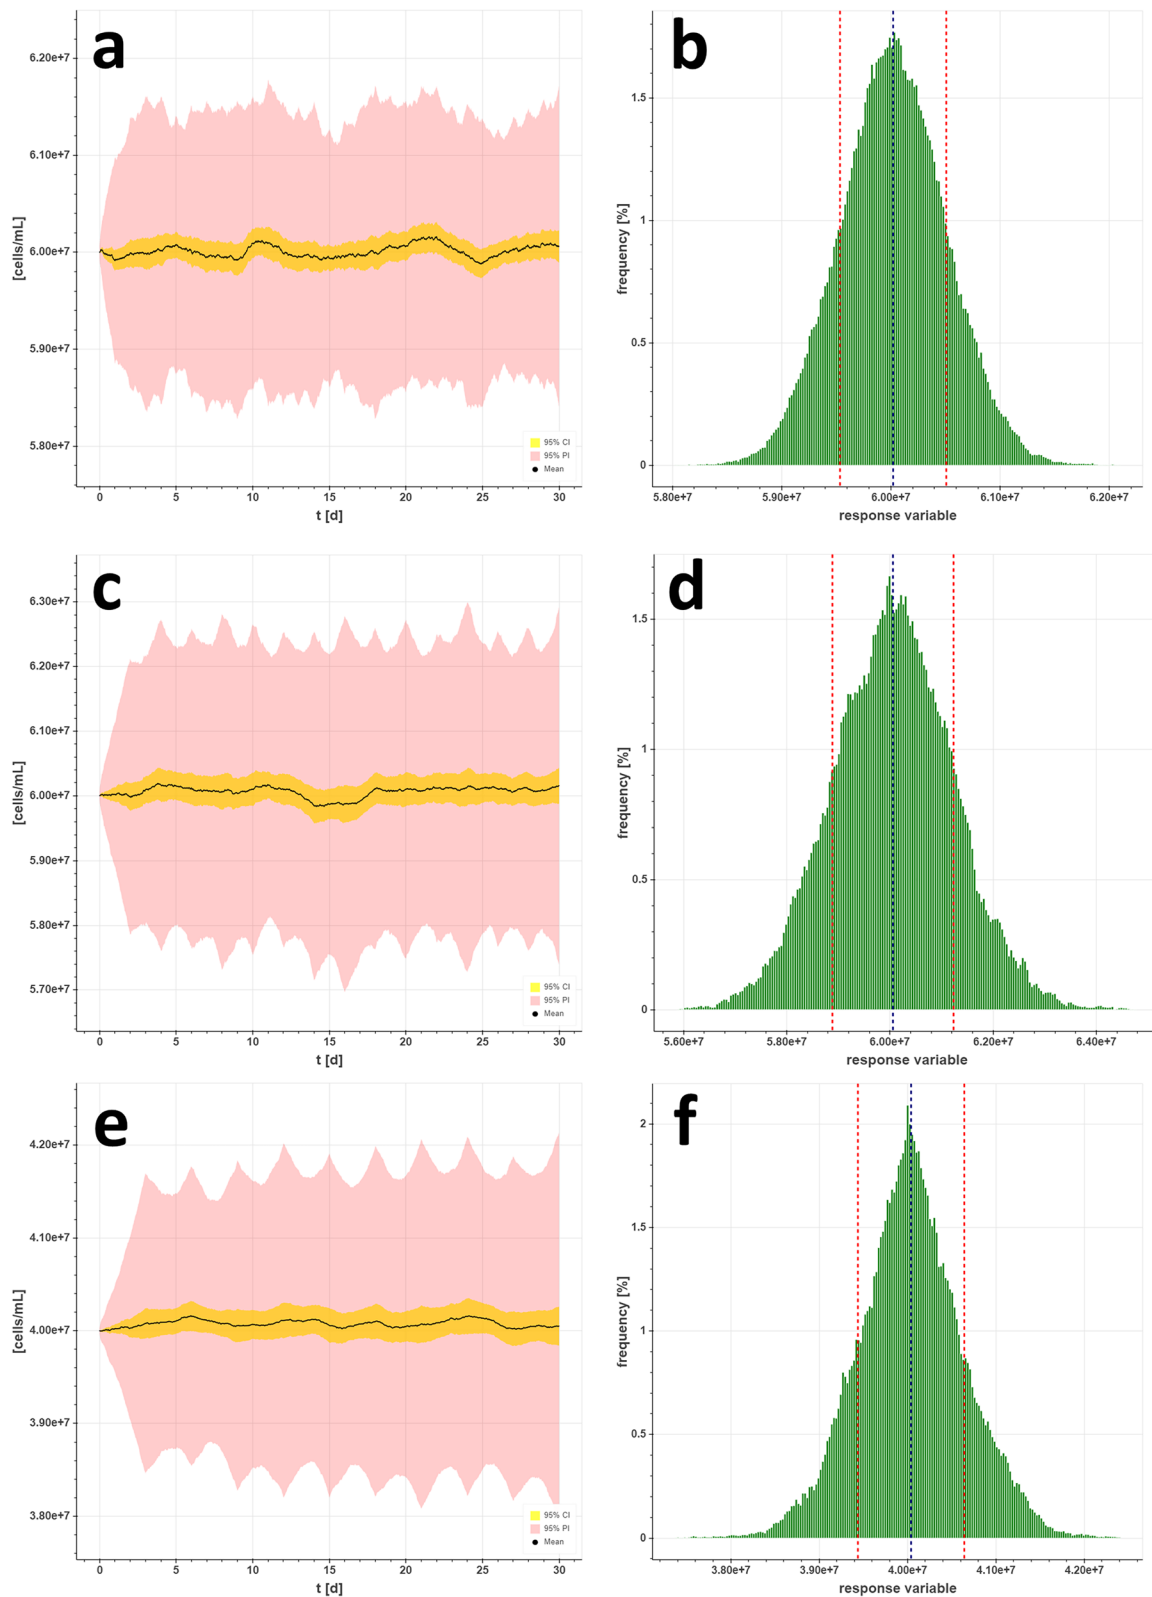 a
6.20e+7
6.10e+7
6.00e+7
5.90e+7
5.80e+7
[cells/mL]
95% CI
95% PI
Mean
0 5 10 15 20 25 30
t [d]
b
1.5
1
0.5
0
frequency [%]
5.80e+7 5.90e+7 6.00e+7 6.10e+7 6.20e+7
response variable
c
6.30e+7
6.20e+7
6.10e+7
6.00e+7
5.90e+7
5.80e+7
5.70e+7
[cells/mL]
95% CI
95% PI
Mean
0 5 10 15 20 25 30
t [d]
d
1.5
1
0.5
0
frequency [%]
5.60e+7 5.80e+7 6.00e+7 6.20e+7 6.40e+7
response variable
e
4.20e+7
4.10e+7
4.00e+7
3.90e+7
3.80e+7
[cells/mL]
95% CI
95% PI
Mean
0 5 10 15 20 25 30
t [d]
f
2
1.5
1
0.5
0
frequency [%]
3.80e+7 3.90e+7 4.00e+7 4.10e+7 4.20e+7
response variable